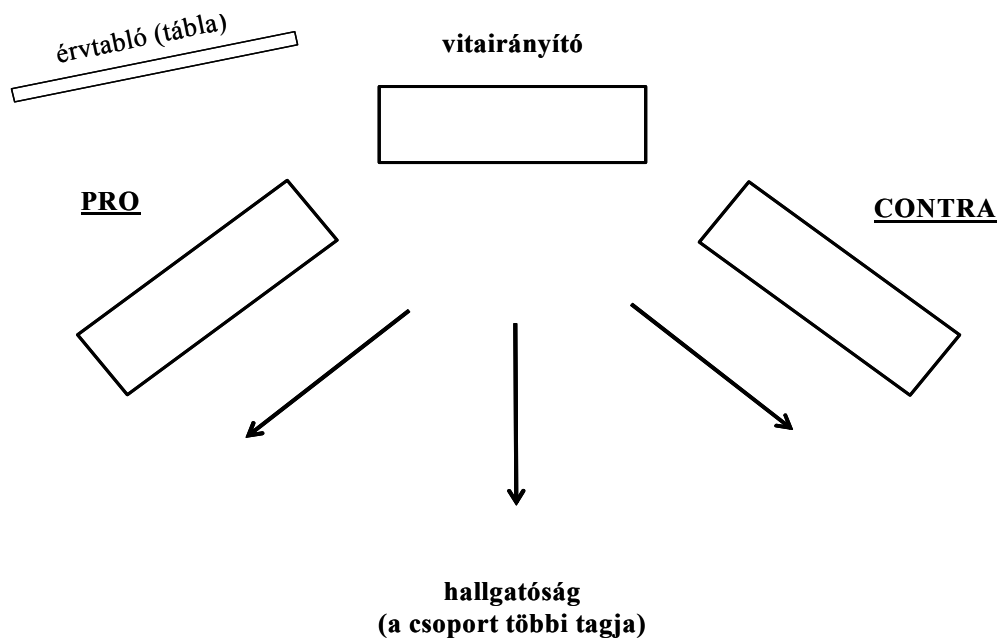 érvtabló (tábla)
vitairányító
PRO
CONTRA
hallgatóság
(a csoport többi tagja)